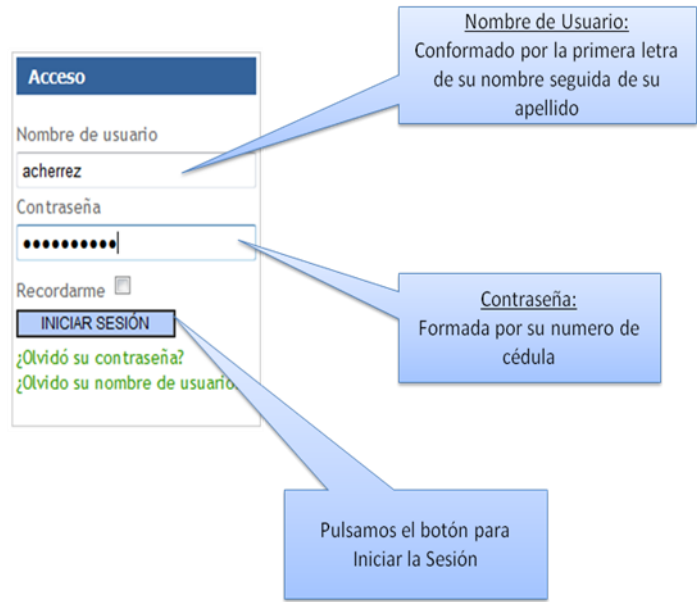 Nombre de Usuario:
Conformado por la primera letra
de su nombre seguida de su
apellido
Acceso
Nombre de usuario
acherrez
Contraseña
••••••••••
Recordarme
INICIAR SESIÓN
¿Olvidó su contraseña?
¿Olvido su nombre de usuario
Contraseña:
Formada por su numero de
cédula
Pulsamos el botón para
Iniciar la Sesión